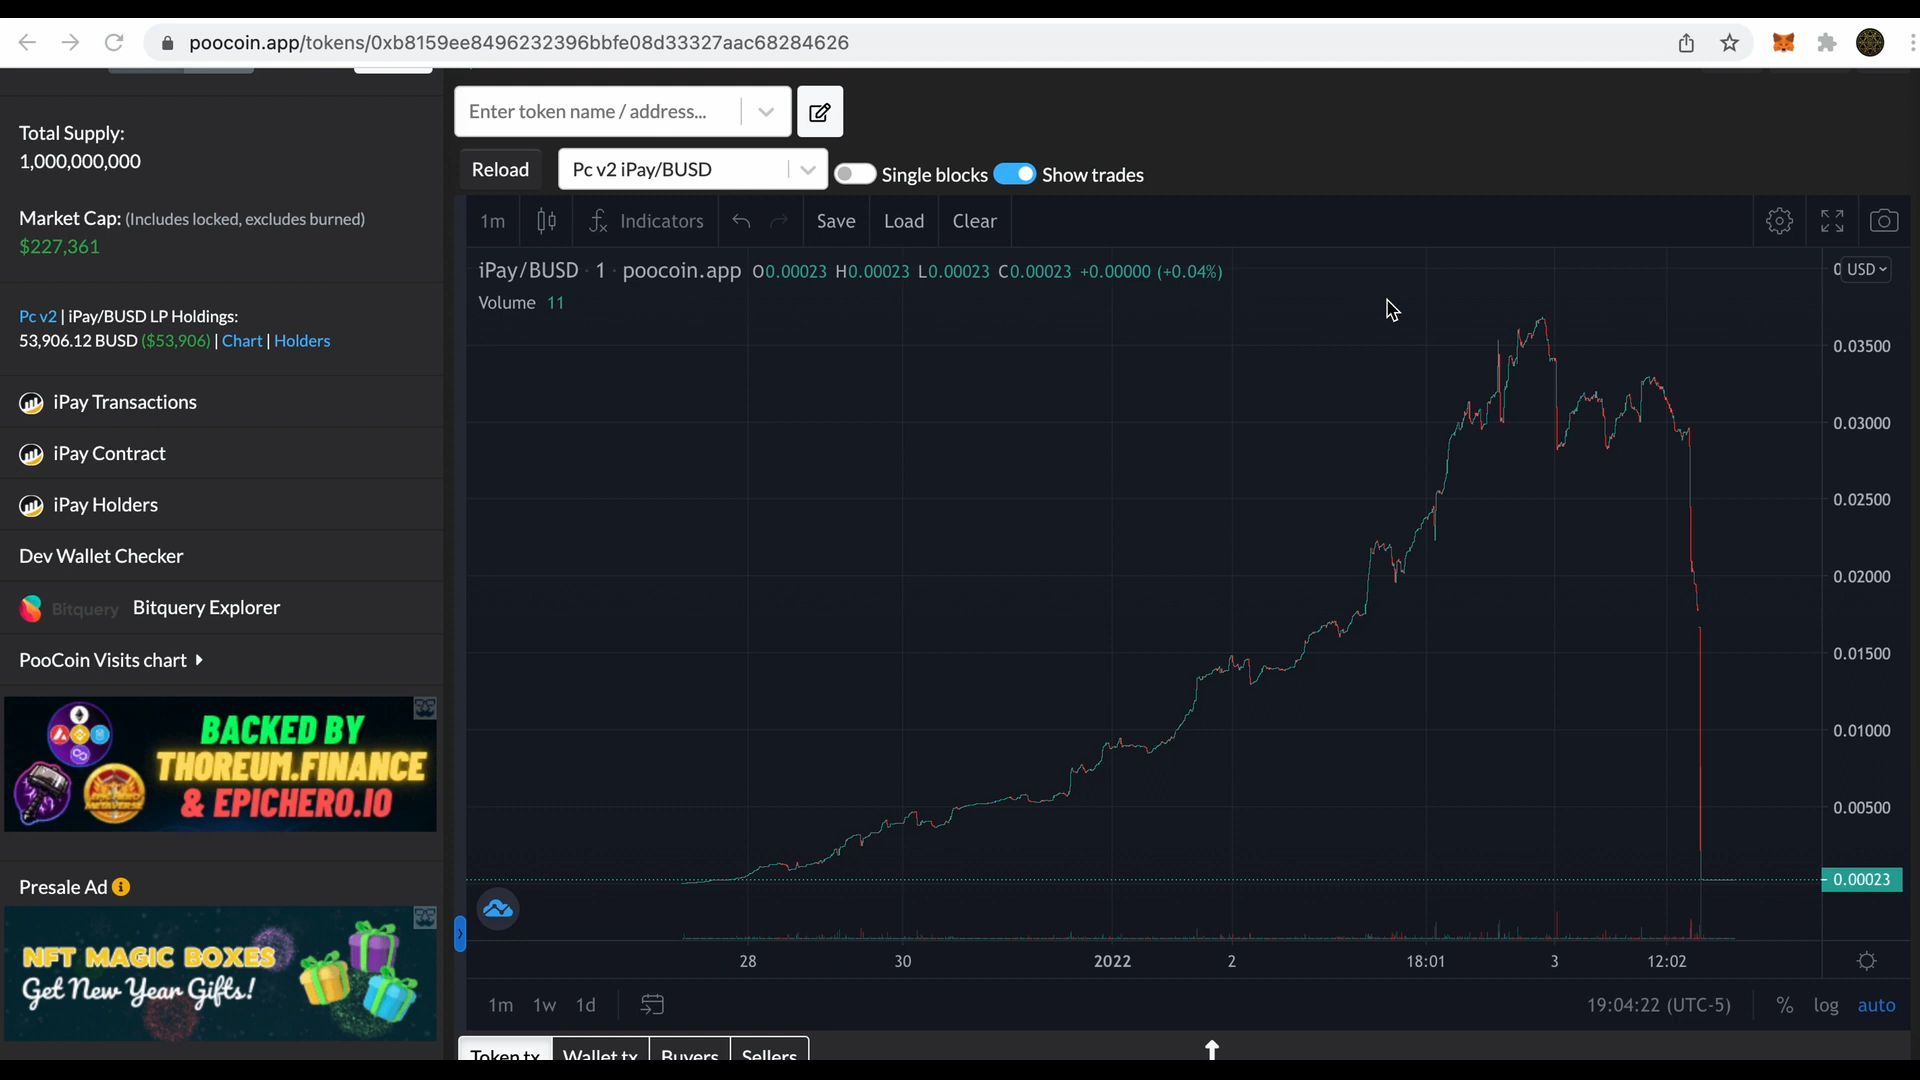 poocoin.app/tokens/0xb8159ee8496232396bbfe08d33327aac68284626
Total Supply:
1,000,000,000
Market Cap: (Includes locked, excludes burned)
$227,361
Pc v2 | iPay/BUSD LP Holdings:
53,906.12 BUSD ($53,906) | Chart | Holders
iPay Transactions
iPay Contract
iPay Holders
Dev Wallet Checker
Bitquery Bitquery Explorer
PooCoin Visits chart
BACKED BY
THOREUM.FINANCE
& EPICHERO.IO
Presale Ad
NFT MAGIC BOXES
Get New Year Gifts!
Enter token name / address...
Reload Pc v2 iPay/BUSD Single blocks Show trades
1m Indicators Save Load Clear
iPay/BUSD · 1 · poocoin.app O0.00023 H0.00023 L0.00023 C0.00023 +0.00000 (+0.04%)
Volume 11
USD
0.03500
0.03000
0.02500
0.02000
0.01500
0.01000
0.00500
0.00023
28 30 2022 2 18:01 3 12:02
1m 1w 1d 19:04:22 (UTC-5) % log auto
Token tx Wallet tx Buyers Sellers